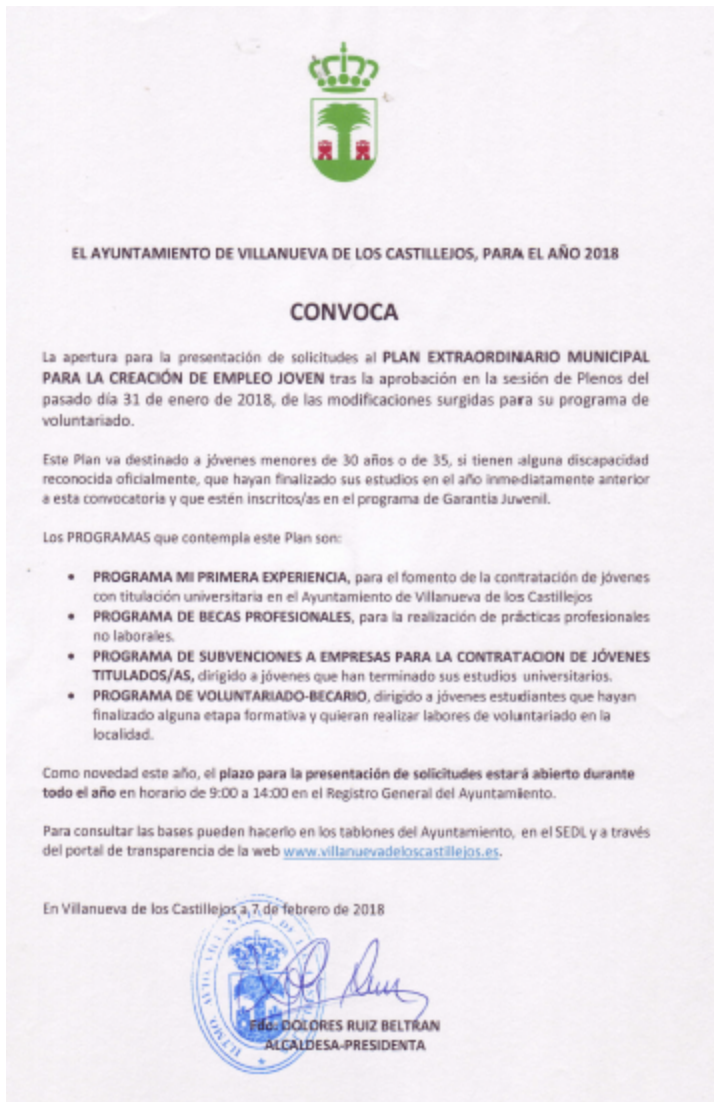 EL AYUNTAMIENTO DE VILLANUEVA DE LOS CASTILLEJOS, PARA EL AÑO 2018
CONVOCA
La apertura para la presentación de solicitudes al PLAN EXTRAORDINARIO MUNICIPAL
PARA LA CREACIÓN DE EMPLEO JOVEN tras la aprobación en la sesión de Plenos del
pasado día 31 de enero de 2018, de las modificaciones surgidas para su programa de
voluntariado.
Este Plan va destinado a jóvenes menores de 30 años o de 35, si tienen alguna discapacidad
reconocida oficialmente, que hayan finalizado sus estudios en el año inmediatamente anterior
a esta convocatoria y que estén inscritos/as en el programa de Garantía Juvenil.
Los PROGRAMAS que contempla este Plan son:
• PROGRAMA MI PRIMERA EXPERIENCIA, para el fomento de la contratación de jóvenes
con titulación universitaria en el Ayuntamiento de Villanueva de los Castillejos
• PROGRAMA DE BECAS PROFESIONALES, para la realización de prácticas profesionales
no laborales.
• PROGRAMA DE SUBVENCIONES A EMPRESAS PARA LA CONTRATACION DE JÓVENES
TITULADOS/AS, dirigido a jóvenes que han terminado sus estudios universitarios.
• PROGRAMA DE VOLUNTARIADO-BECARIO, dirigido a jóvenes estudiantes que hayan
finalizado alguna etapa formativa y quieran realizar labores de voluntariado en la
localidad.
Como novedad este año, el plazo para la presentación de solicitudes estará abierto durante
todo el año en horario de 9:00 a 14:00 en el Registro General del Ayuntamiento.
Para consultar las bases pueden hacerlo en los tablones del Ayuntamiento, en el SEDL y a través
del portal de transparencia de la web www.villanuevadeloscastillejos.es.
En Villanueva de los Castillejos a 7 de febrero de 2018
Fdo. DOLORES RUIZ BELTRAN
ALCALDESA-PRESIDENTA